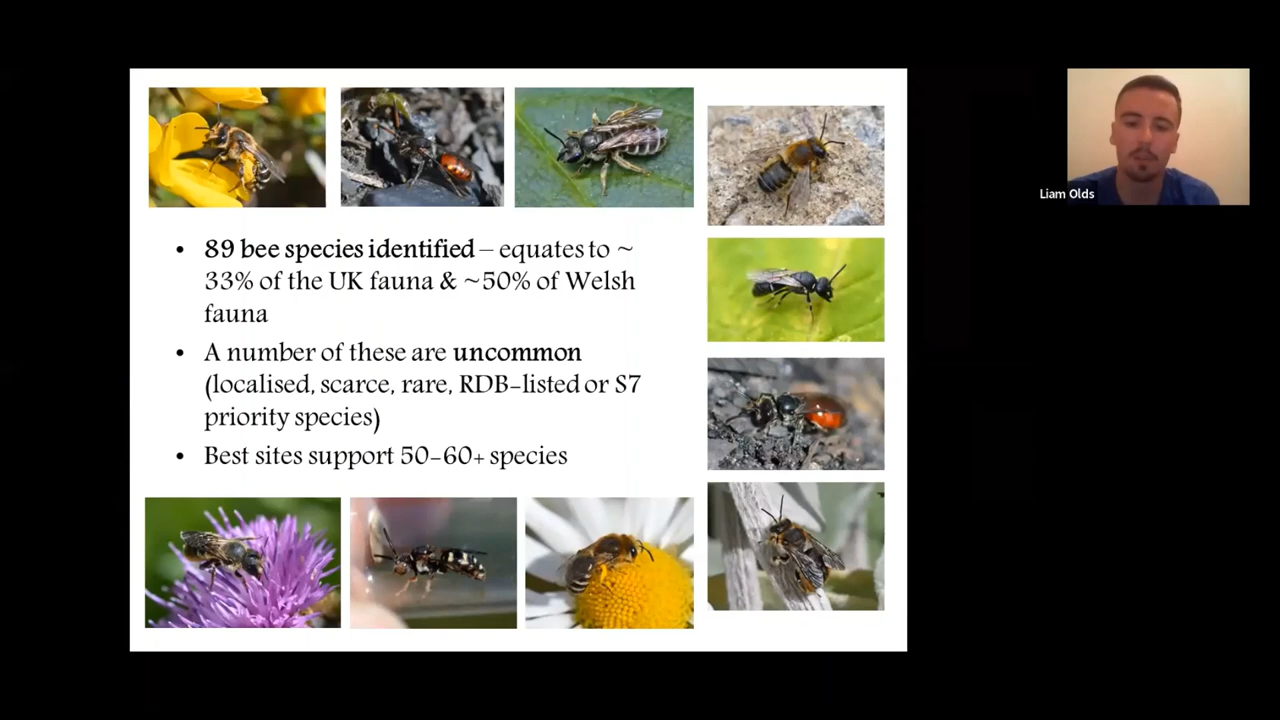 • 89 bee species identified – equates to ~
33% of the UK fauna & ~50% of Welsh
fauna
• A number of these are uncommon
(localised, scarce, rare, RDB-listed or S7
priority species)
• Best sites support 50-60+ species
Liam Olds